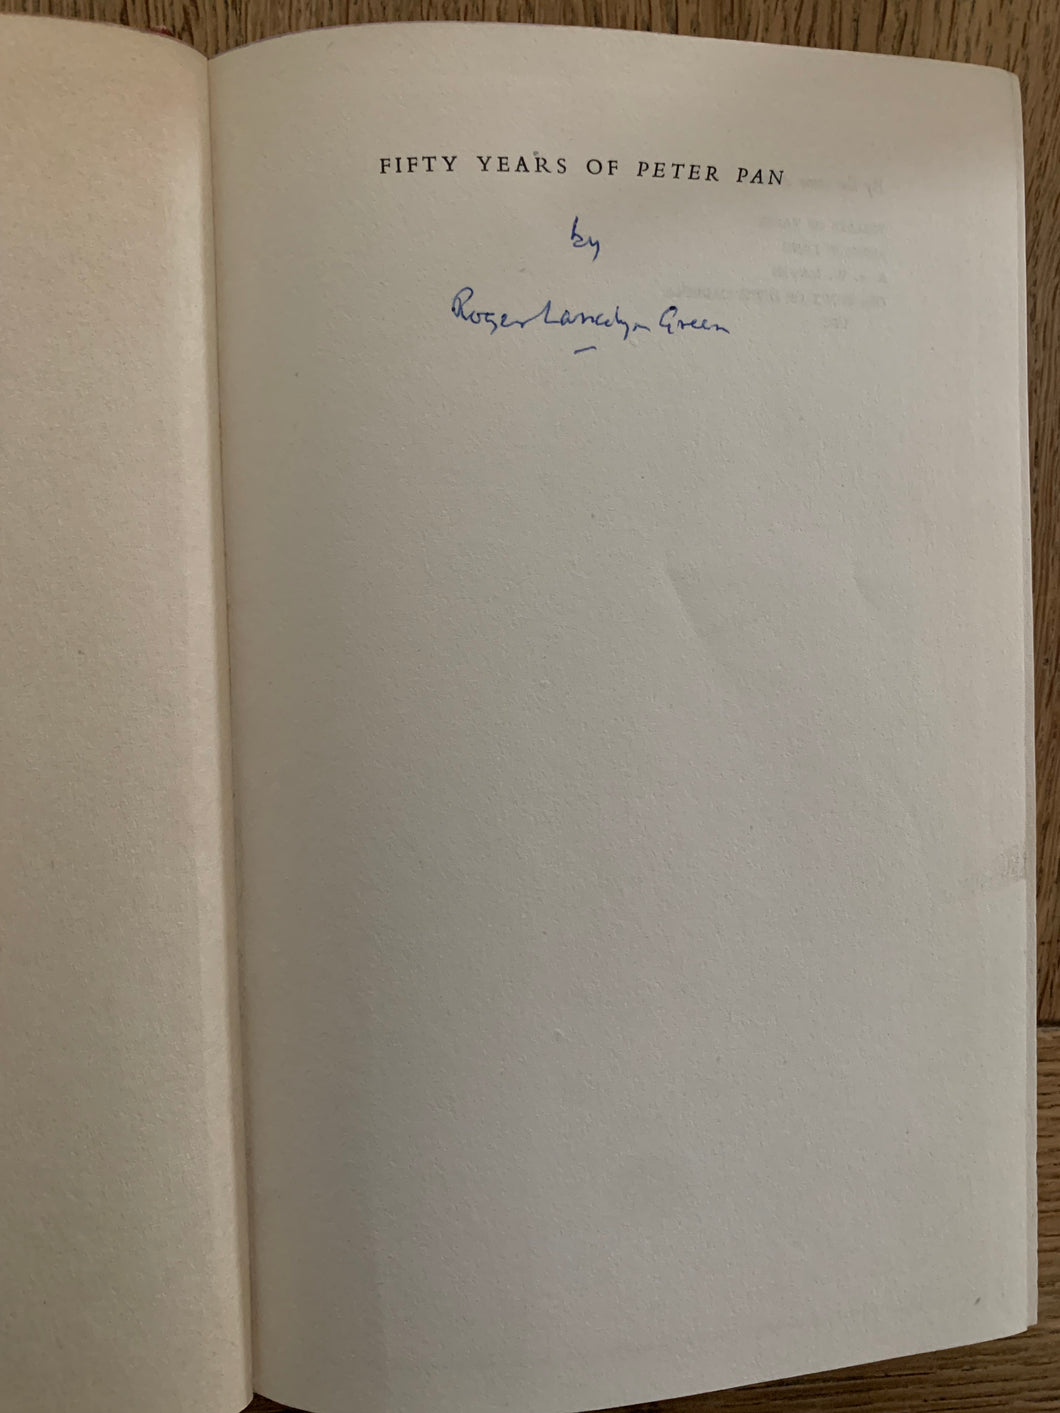 FIFTY YEARS OF PETER PAN
by
Roger Lancelyn Green